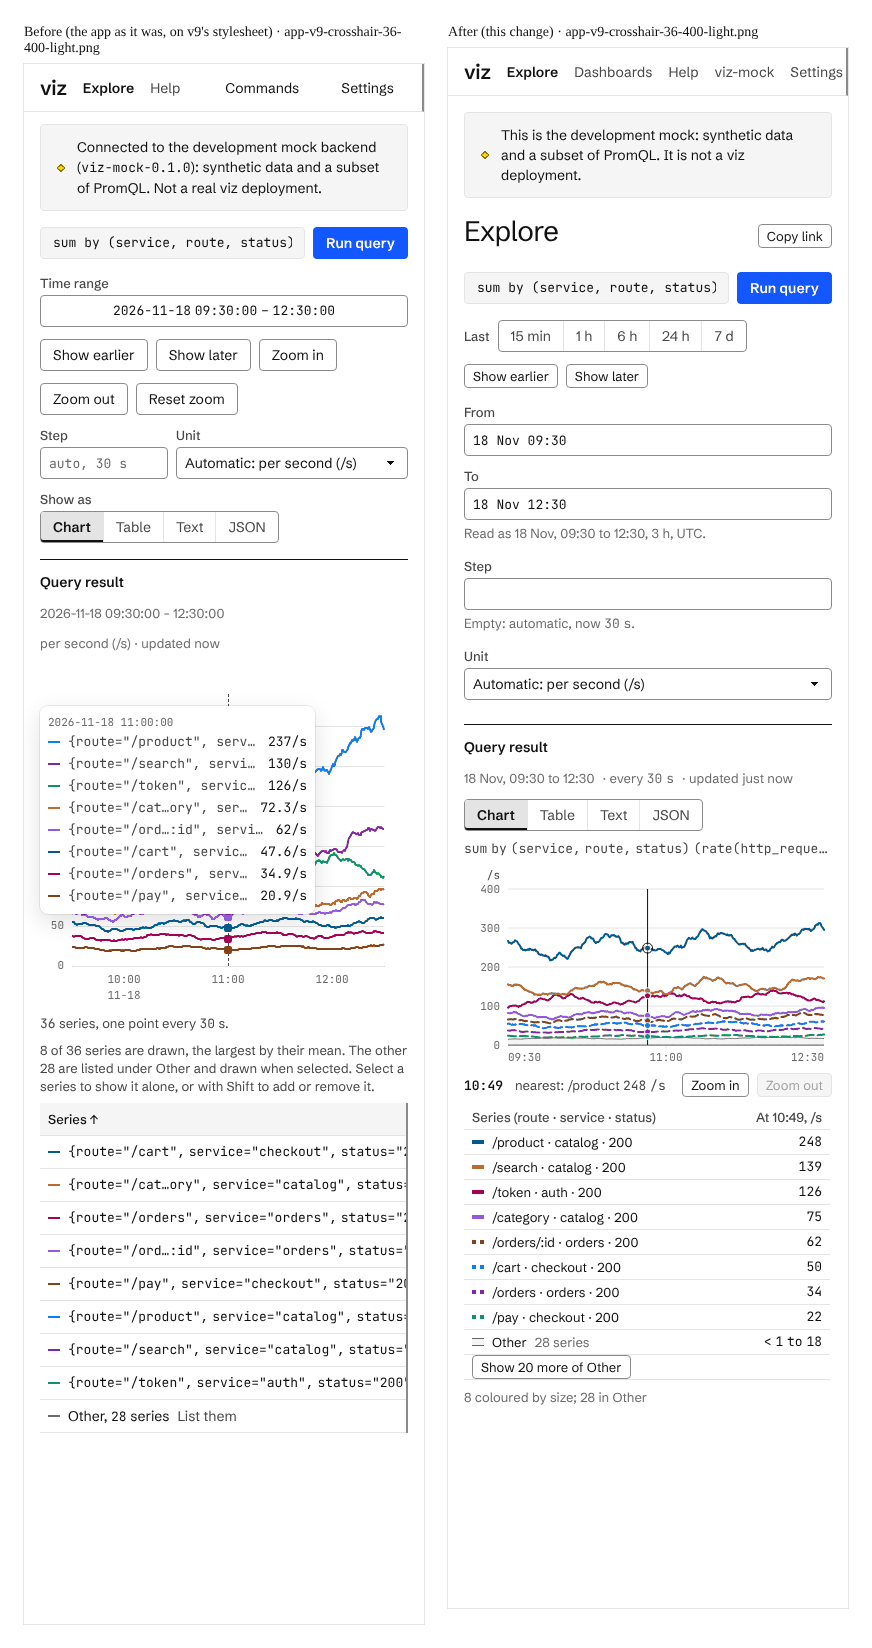 Before (the app as it was, on v9's stylesheet) · app-v9-crosshair-36-
400-light.png
viz Explore Help Commands Settings
Connected to the development mock backend
(viz-mock-0.1.0): synthetic data and a subset
of PromQL. Not a real viz deployment.
sum by (service, route, status) Run query
Time range
2026-11-18 09:30:00 – 12:30:00
Show earlier Show later Zoom in
Zoom out Reset zoom
Step Unit
auto, 30 s Automatic: per second (/s)
Show as
Chart Table Text JSON
Query result
2026-11-18 09:30:00 – 12:30:00
per second (/s) · updated now
2026-11-18 11:00:00
{route="/product", serv… 237/s
{route="/search", servi… 130/s
{route="/token", servic… 126/s
{route="/cat…ory", ser… 72.3/s
{route="/ord…:id", servi… 62/s
{route="/cart", servic… 47.6/s
{route="/orders", serv… 34.9/s
{route="/pay", service… 20.9/s
50
0
10:00 11:00 12:00
11-18
36 series, one point every 30 s.
8 of 36 series are drawn, the largest by their mean. The other
28 are listed under Other and drawn when selected. Select a
series to show it alone, or with Shift to add or remove it.
Series ↑
{route="/cart", service="checkout", status="2
{route="/cat…ory", service="catalog", status=
{route="/orders", service="orders", status="2
{route="/ord…:id", service="orders", status="
{route="/pay", service="checkout", status="20
{route="/product", service="catalog", status="
{route="/search", service="catalog", status="
{route="/token", service="auth", status="200"
Other, 28 series List them
After (this change) · app-v9-crosshair-36-400-light.png
viz Explore Dashboards Help viz-mock Settings
This is the development mock: synthetic data
and a subset of PromQL. It is not a viz
deployment.
Explore Copy link
sum by (service, route, status) Run query
Last 15 min 1 h 6 h 24 h 7 d
Show earlier Show later
From
18 Nov 09:30
To
18 Nov 12:30
Read as 18 Nov, 09:30 to 12:30, 3 h, UTC.
Step
Empty: automatic, now 30 s.
Unit
Automatic: per second (/s)
Query result
18 Nov, 09:30 to 12:30 · every 30 s · updated just now
Chart Table Text JSON
sum by (service, route, status) (rate(http_reque…
/s
400
300
200
100
0
09:30 11:00 12:30
10:49 nearest: /product 248 /s Zoom in Zoom out
Series (route · service · status) At 10:49, /s
/product · catalog · 200 248
/search · catalog · 200 139
/token · auth · 200 126
/category · catalog · 200 75
/orders/:id · orders · 200 62
/cart · checkout · 200 50
/orders · orders · 200 34
/pay · checkout · 200 22
Other 28 series < 1 to 18
Show 20 more of Other
8 coloured by size; 28 in Other